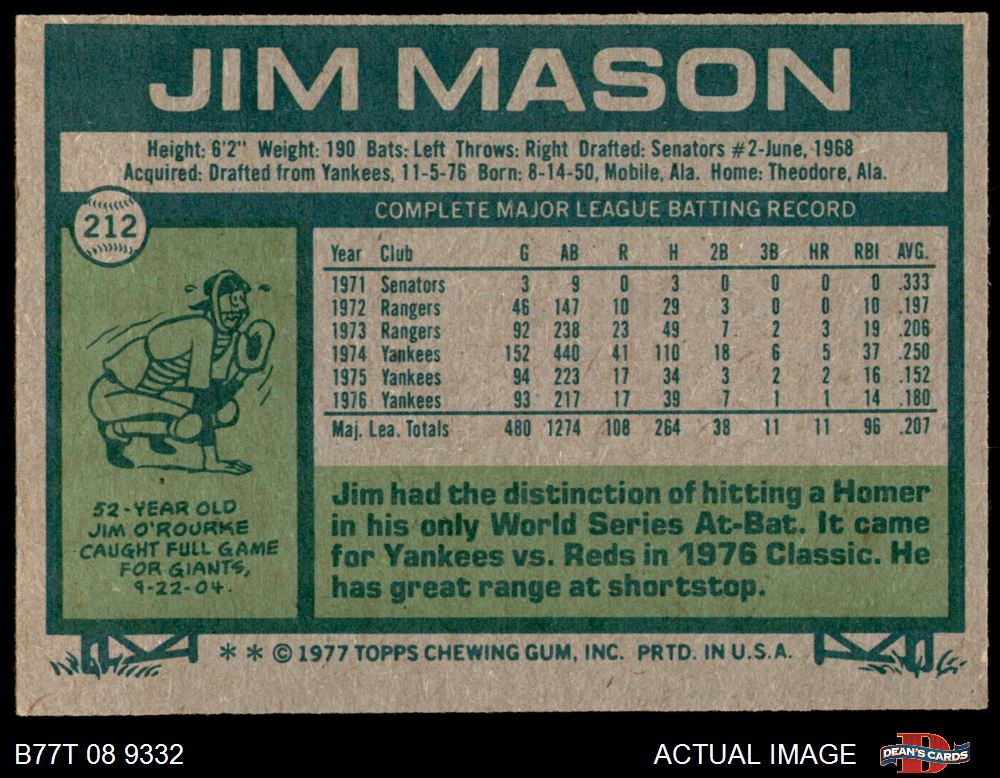 JIM MASON
Height: 6'2" Weight: 190 Bats: Left Throws: Right Drafted: Senators #2-June, 1968
Acquired: Drafted from Yankees, 11-5-76 Born: 8-14-50, Mobile, Ala. Home: Theodore, Ala.
212
COMPLETE MAJOR LEAGUE BATTING RECORD
Year Club G AB R H 2B 3B HR RBI AVG.
1971 Senators 3 9 0 3 0 0 0 0 .333
1972 Rangers 46 147 10 29 3 0 0 10 .197
1973 Rangers 92 238 23 49 7 2 3 19 .206
1974 Yankees 152 440 41 110 18 6 5 37 .250
1975 Yankees 94 223 17 34 3 2 2 16 .152
1976 Yankees 93 217 17 39 7 1 1 14 .180
Maj. Lea. Totals 480 1274 108 264 38 11 11 96 .207
52-YEAR OLD
JIM O'ROURKE
CAUGHT FULL GAME
FOR GIANTS,
9-22-04.
Jim had the distinction of hitting a Homer
in his only World Series At-Bat. It came
for Yankees vs. Reds in 1976 Classic. He
has great range at shortstop.
* * © 1977 TOPPS CHEWING GUM, INC. PRTD. IN U.S.A.
B77T 08 9332
ACTUAL IMAGE
DEAN'S CARDS